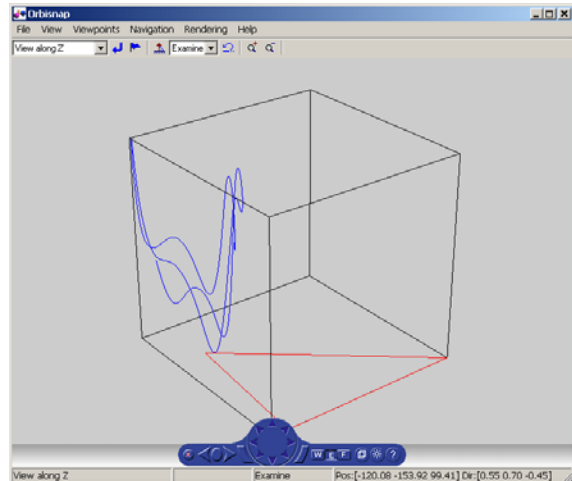 Orbisnap
File View Viewpoints Navigation Rendering Help
View along Z Examine
W E F ?
View along Z Examine Pos:[-120.08 -153.92 99.41] Dir:[0.55 0.70 -0.45]